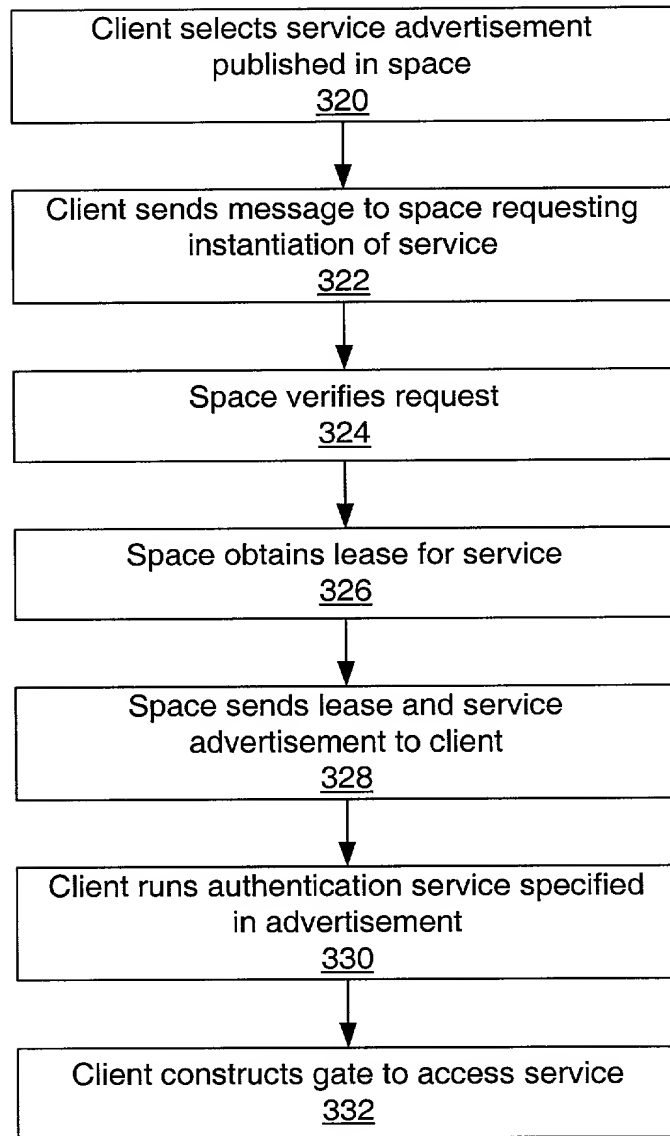 Client selects service advertisement
published in space
320
Client sends message to space requesting
instantiation of service
322
Space verifies request
324
Space obtains lease for service
326
Space sends lease and service
advertisement to client
328
Client runs authentication service specified
in advertisement
330
Client constructs gate to access service
332